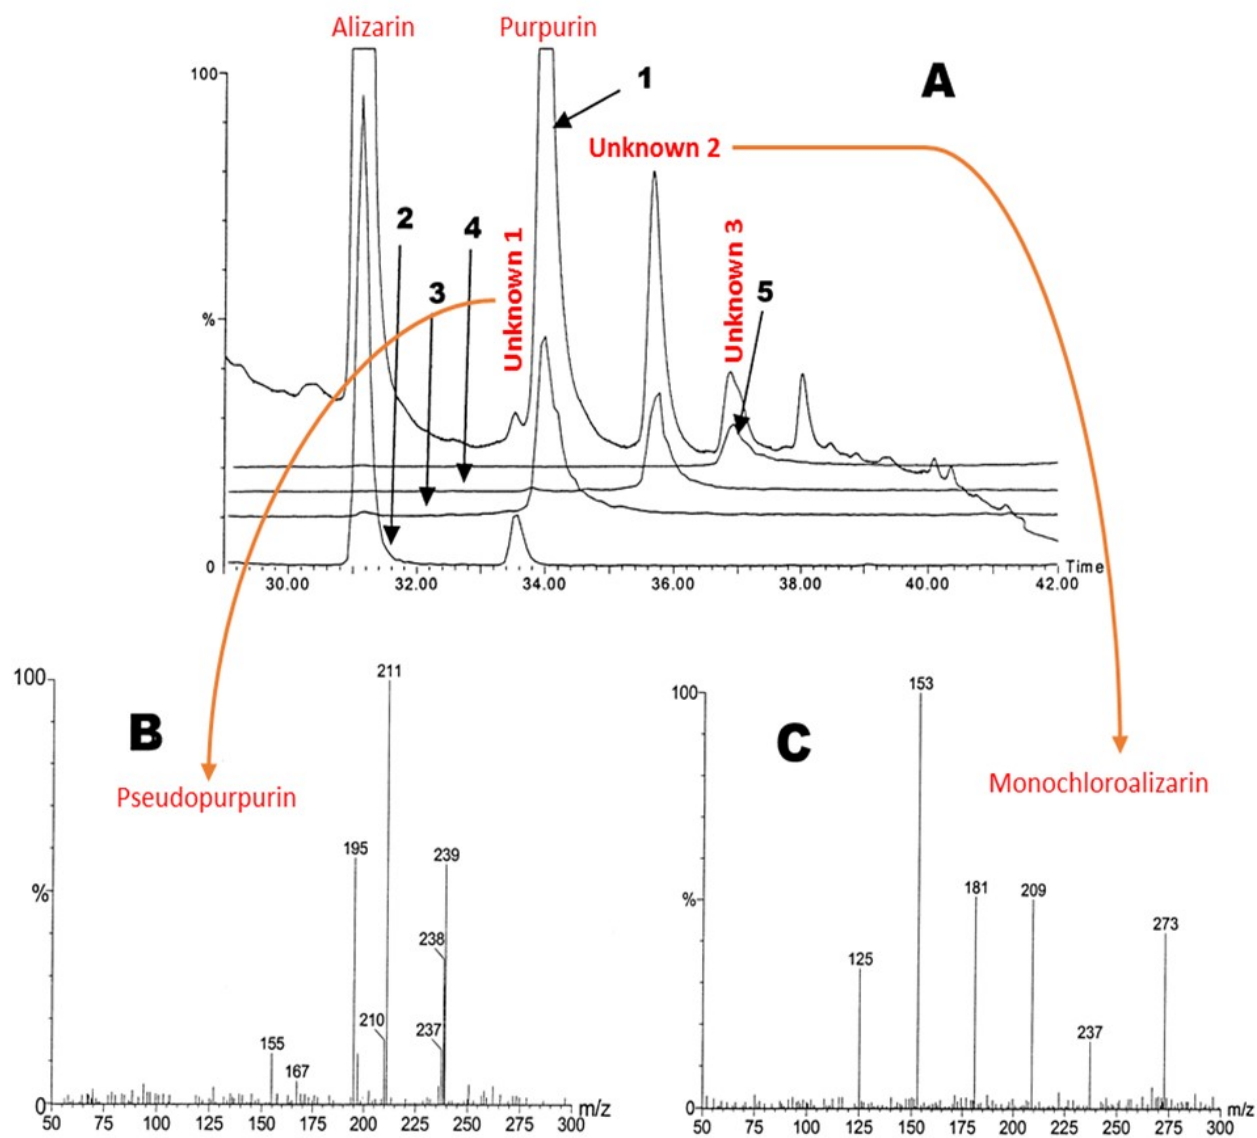 Alizarin
Purpurin
A
100
1
Unknown 2
2
4
3
Unknown 1
Unknown 3
5
%
0
30.00 32.00 34.00 36.00 38.00 40.00 42.00
Time
B
Pseudopurpurin
100
%
0
211
195
239
238
210
237
155
167
50 75 100 125 150 175 200 225 250 275 300 m/z
C
Monochloroalizarin
100
%
0
153
181
209
273
125
237
50 75 100 125 150 175 200 225 250 275 300 m/z